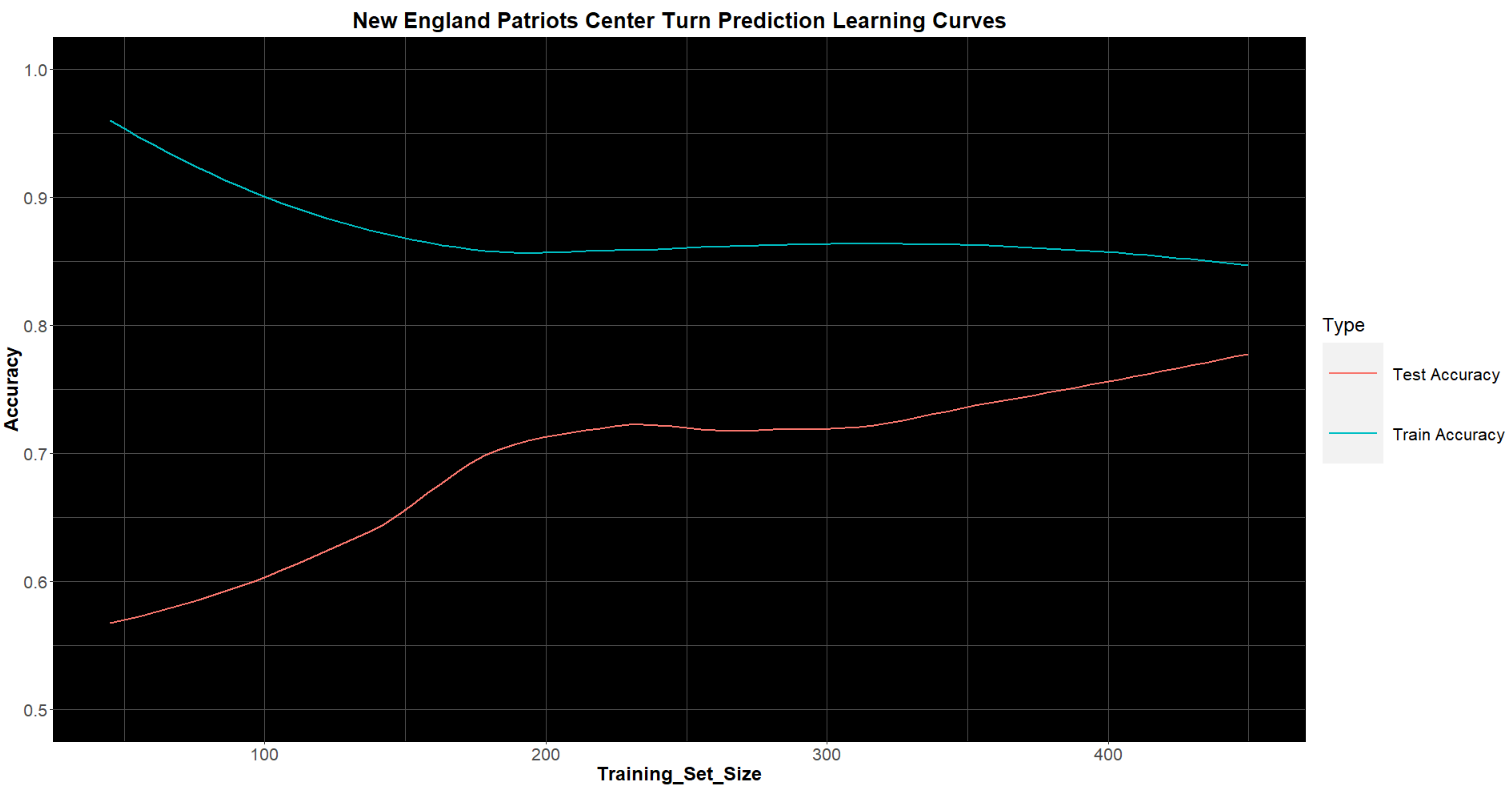 New England Patriots Center Turn Prediction Learning Curves
1.0
0.9
0.8
0.7
0.6
0.5
Accuracy
100 200 300 400
Training_Set_Size
Type
Test Accuracy
Train Accuracy